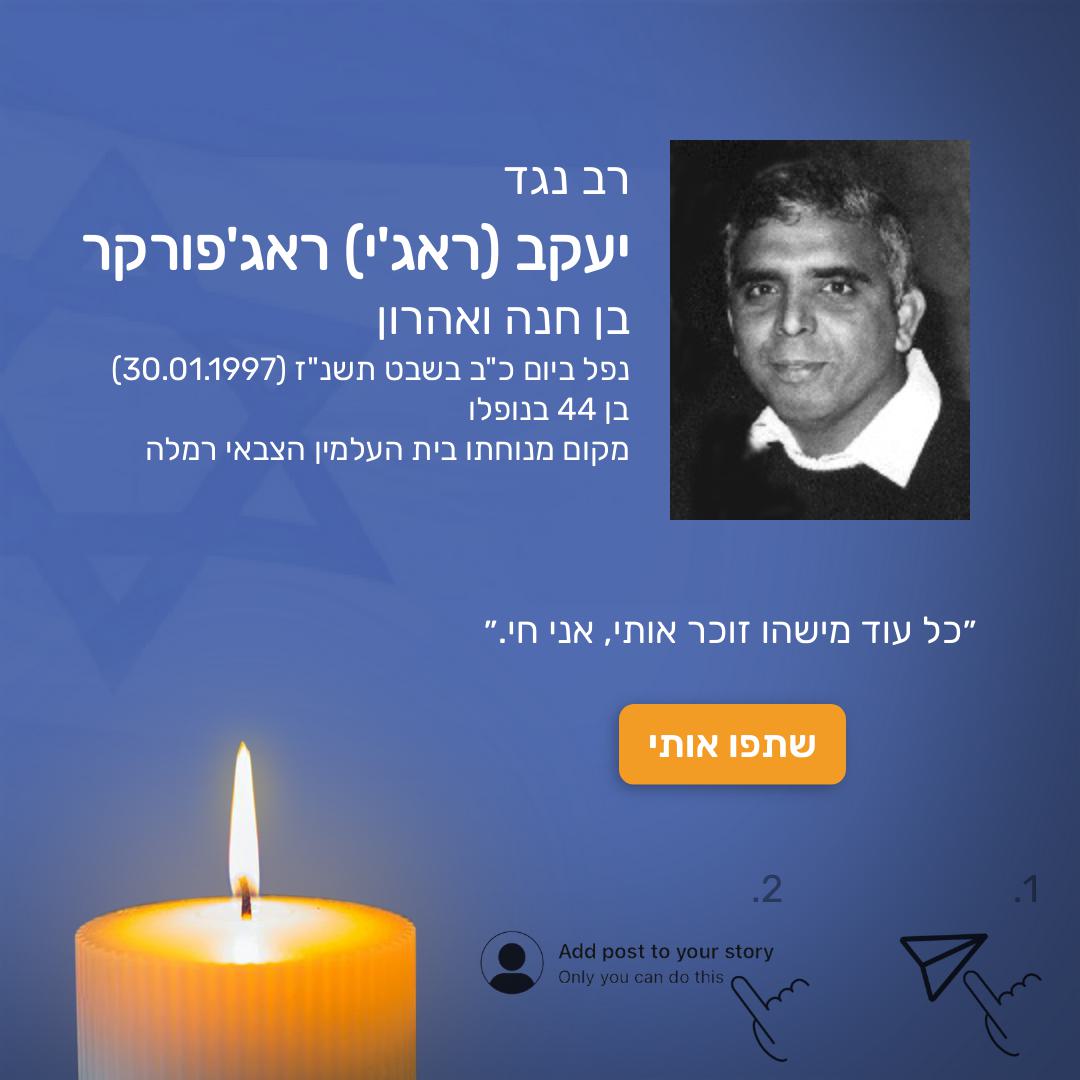 רב נגד
יעקב (ראג'י) ראג'פורקר
בן חנה ואהרון
נפל ביום כ"ב בשבט תשנ"ז (30.01.1997)
בן 44 בנופלו
מקום מנוחתו בית העלמין הצבאי רמלה
״כל עוד מישהו זוכר אותי, אני חי.״
שתפו אותי
.1
.2
Add post to your story
Only you can do this